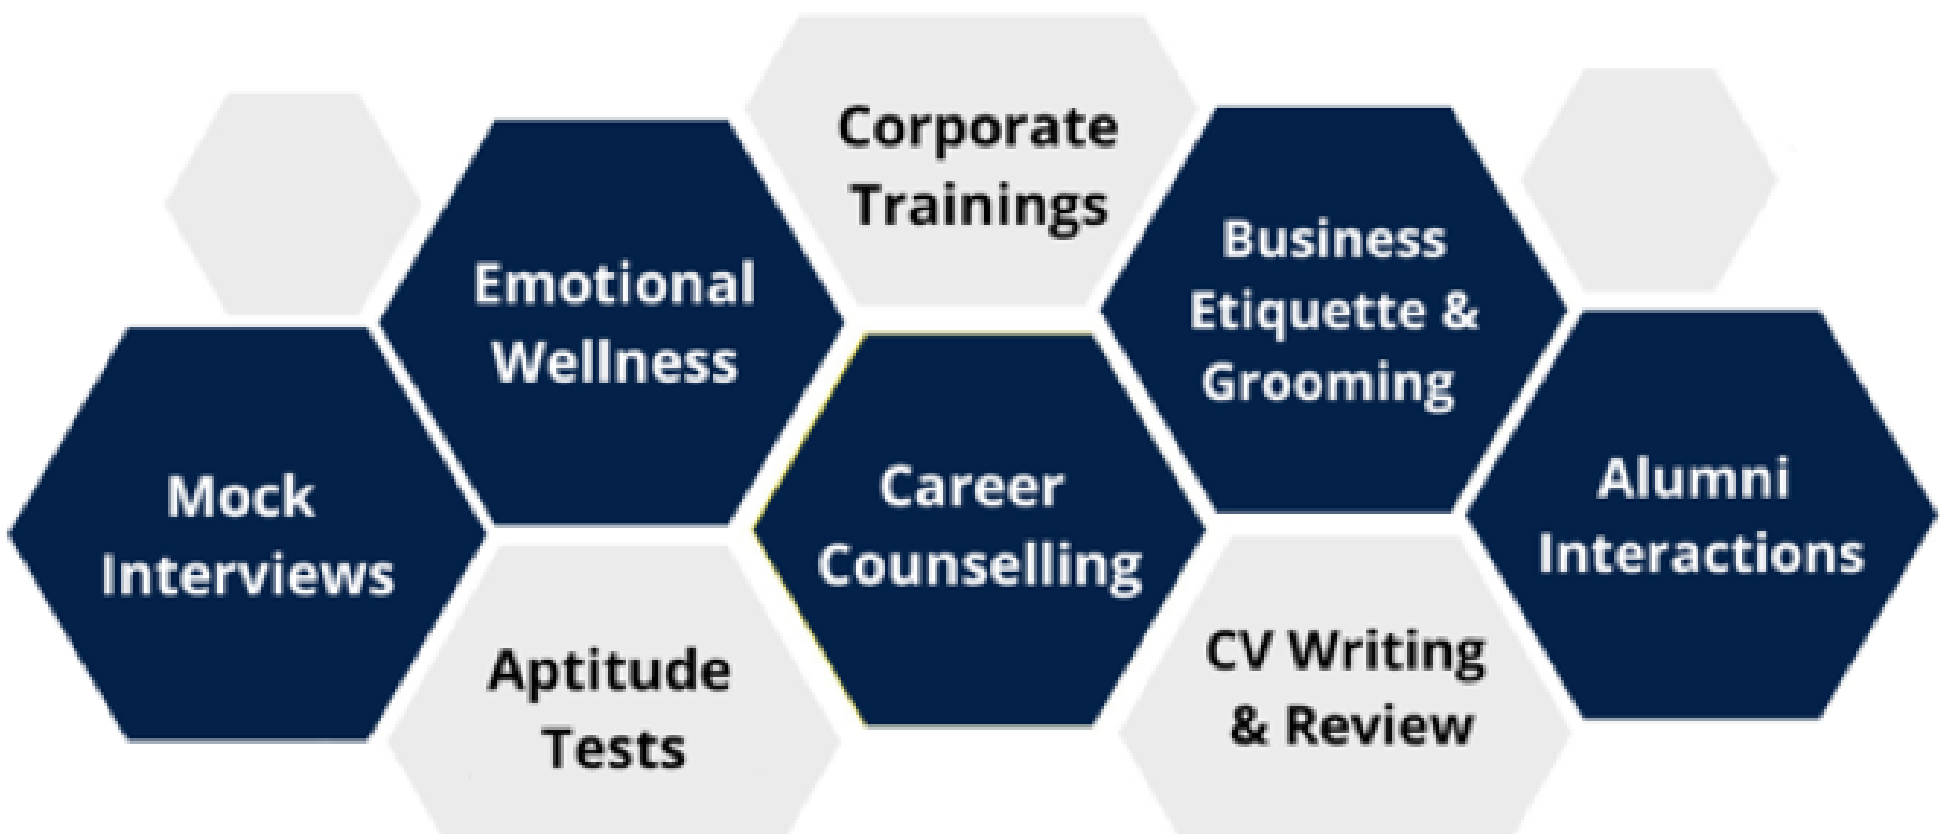 Corporate
Trainings
Emotional
Wellness
Business
Etiquette &
Grooming
Mock
Interviews
Career
Counselling
Alumni
Interactions
Aptitude
Tests
CV Writing
& Review